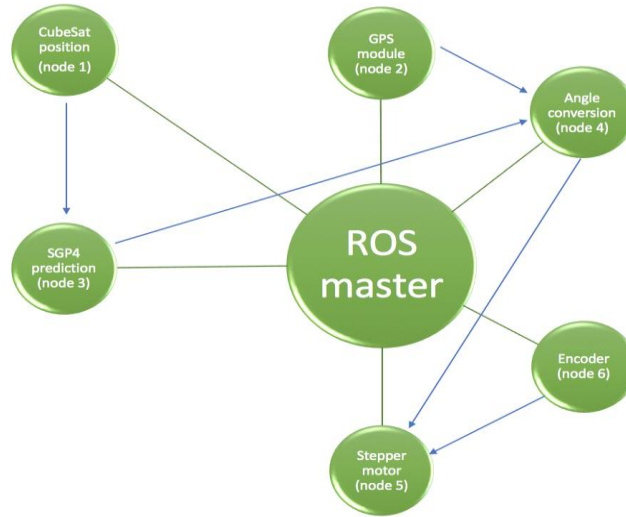 CubeSat
position
(node 1)
GPS
module
(node 2)
Angle
conversion
(node 4)
ROS
master
SGP4
prediction
(node 3)
Encoder
(node 6)
Stepper
motor
(node 5)